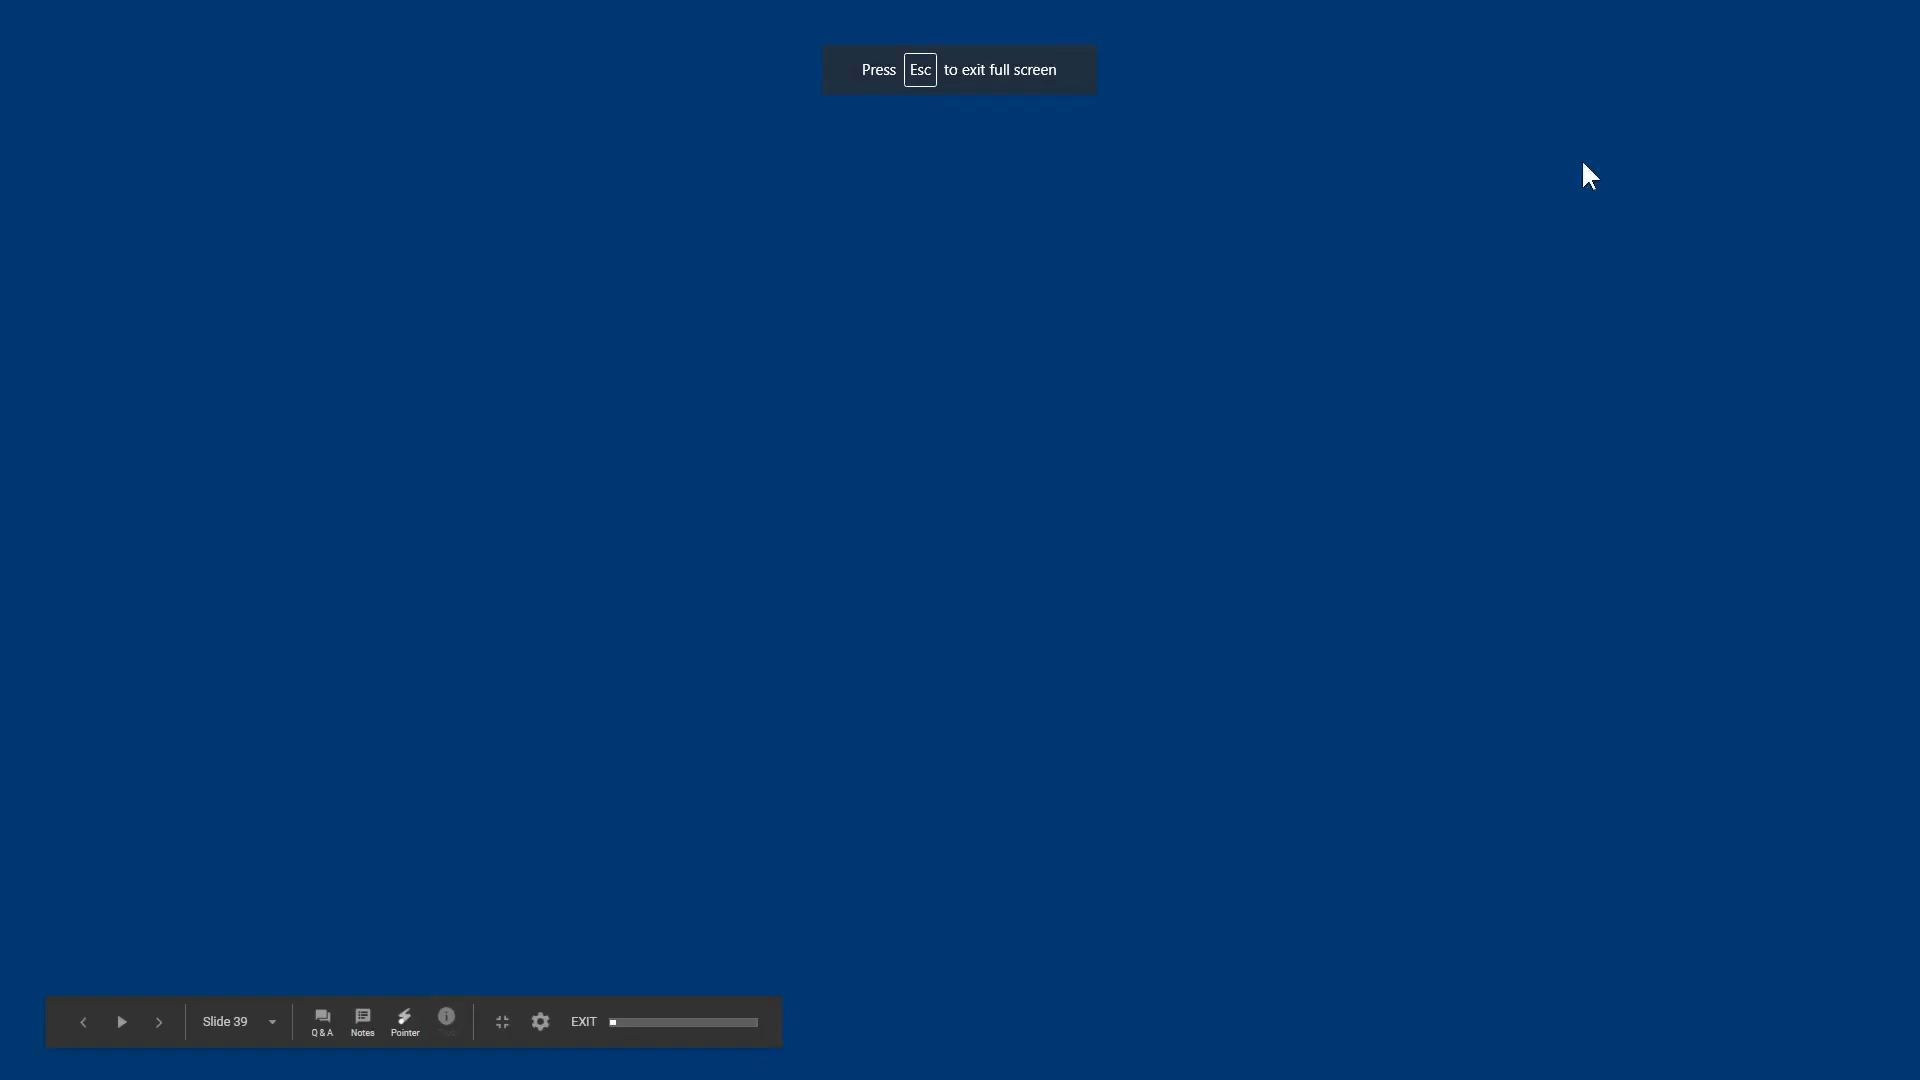 Press Esc to exit full screen
Slide 39
Q & A
Notes
Pointer
EXIT